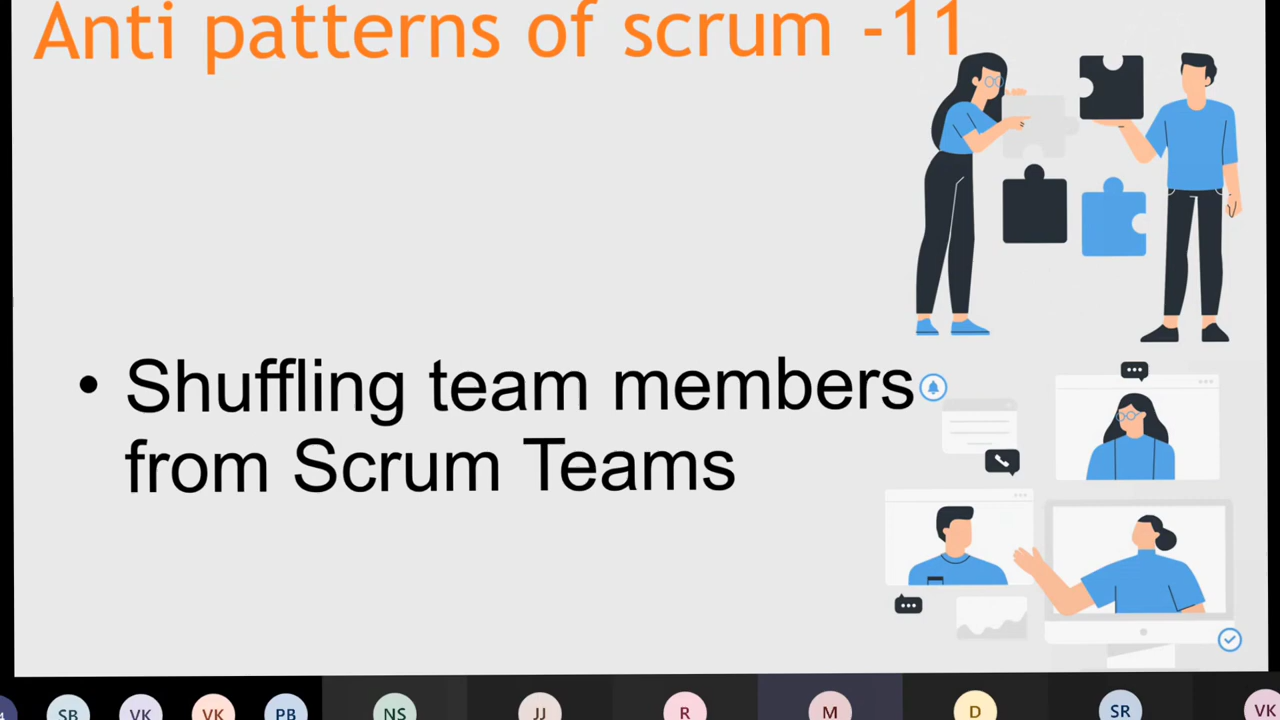 Anti patterns of scrum -11
• Shuffling team members
from Scrum Teams
SB
VK
VK
PB
NS
JJ
R
M
D
SR
VK